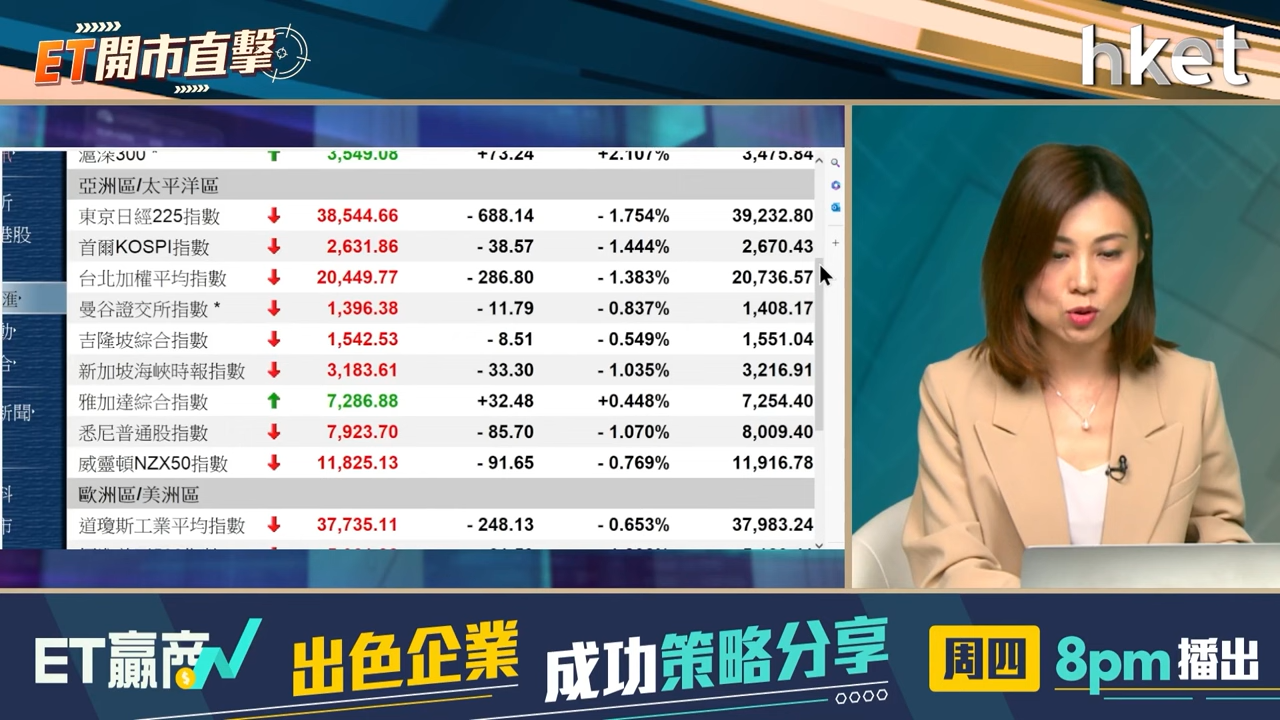 ET開市直擊
hket
滬深300 * 3,549.08 +73.24 +2.107% 3,475.84
亞洲區/太平洋區
東京日經225指數 38,544.66 - 688.14 - 1.754% 39,232.80
首爾KOSPI指數 2,631.86 - 38.57 - 1.444% 2,670.43
台北加權平均指數 20,449.77 - 286.80 - 1.383% 20,736.57
曼谷證交所指數 * 1,396.38 - 11.79 - 0.837% 1,408.17
吉隆坡綜合指數 1,542.53 - 8.51 - 0.549% 1,551.04
新加坡海峽時報指數 3,183.61 - 33.30 - 1.035% 3,216.91
雅加達綜合指數 7,286.88 +32.48 +0.448% 7,254.40
悉尼普通股指數 7,923.70 - 85.70 - 1.070% 8,009.40
威靈頓NZX50指數 11,825.13 - 91.65 - 0.769% 11,916.78
歐洲區/美洲區
道瓊斯工業平均指數 37,735.11 - 248.13 - 0.653% 37,983.24
港股
匯
動
合
新聞
料
市
ET贏商 出色企業 成功策略分享 周四 8pm播出